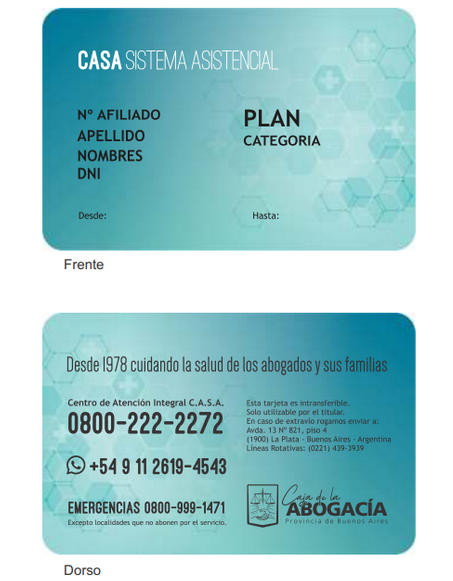 CASA SISTEMA ASISTENCIAL
Nº AFILIADO
APELLIDO
NOMBRES
DNI
PLAN
CATEGORIA
Desde:
Hasta:
Frente
Desde 1978 cuidando la salud de los abogados y sus familias
Centro de Atención Integral C.A.S.A.
0800-222-2272
+54 9 11 2619-4543
EMERGENCIAS 0800-999-1471
Excepto localidades que no abonen por el servicio.
Esta tarjeta es intransferible.
Solo utilizable por el titular.
En caso de extravío rogamos enviar a:
Avda. 13 Nº 821, piso 4
(1900) La Plata - Buenos Aires - Argentina
Líneas Rotativas: (0221) 439-3939
Caja de la
ABOGACÍA
Provincia de Buenos Aires
Dorso